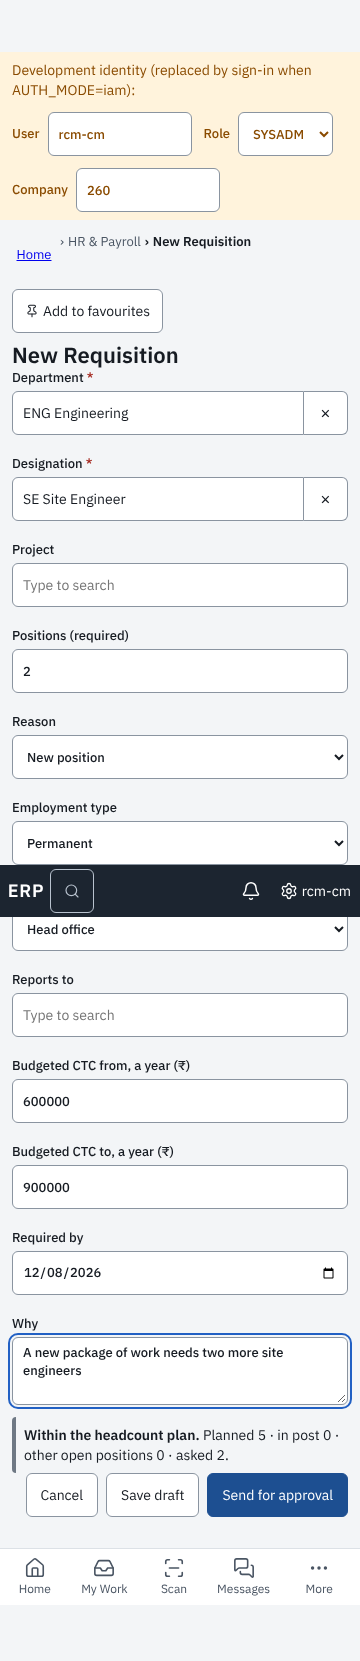 Development identity (replaced by sign-in when
AUTH_MODE=iam):
User rcm-cm Role SYSADM
Company 260
Home › HR & Payroll › New Requisition
Add to favourites
New Requisition
Department *
ENG Engineering ×
Designation *
SE Site Engineer ×
Project
Type to search
Positions (required)
2
Reason
New position
Employment type
Permanent
ERP rcm-cm
Head office
Reports to
Type to search
Budgeted CTC from, a year (₹)
600000
Budgeted CTC to, a year (₹)
900000
Required by
12/08/2026
Why
A new package of work needs two more site
engineers
Within the headcount plan. Planned 5 · in post 0 ·
other open positions 0 · asked 2.
Cancel Save draft Send for approval
Home My Work Scan Messages More